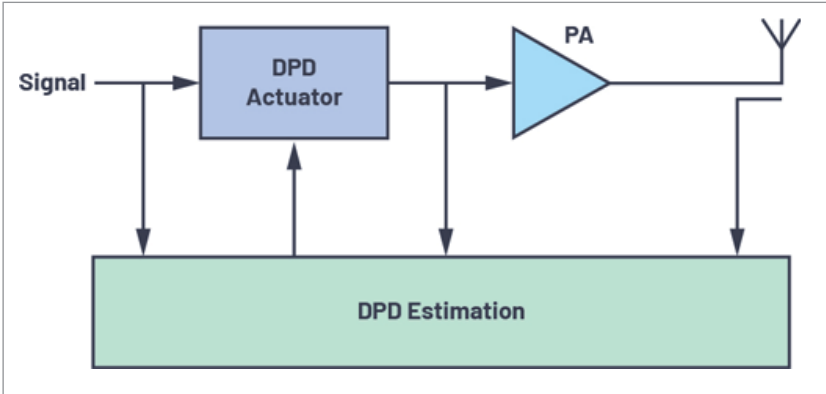 PA
Signal
DPD
Actuator
DPD Estimation